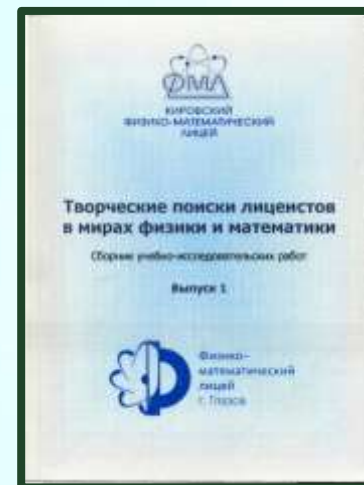 ФМЛ
КИРОВСКИЙ
ФИЗИКО-МАТЕМАТИЧЕСКИЙ
ЛИЦЕЙ
Творческие поиски лицеистов
в мирах физики и математики
Сборник учебно-исследовательских работ
Выпуск 1
Физико-
математический
лицей
г. Глазов